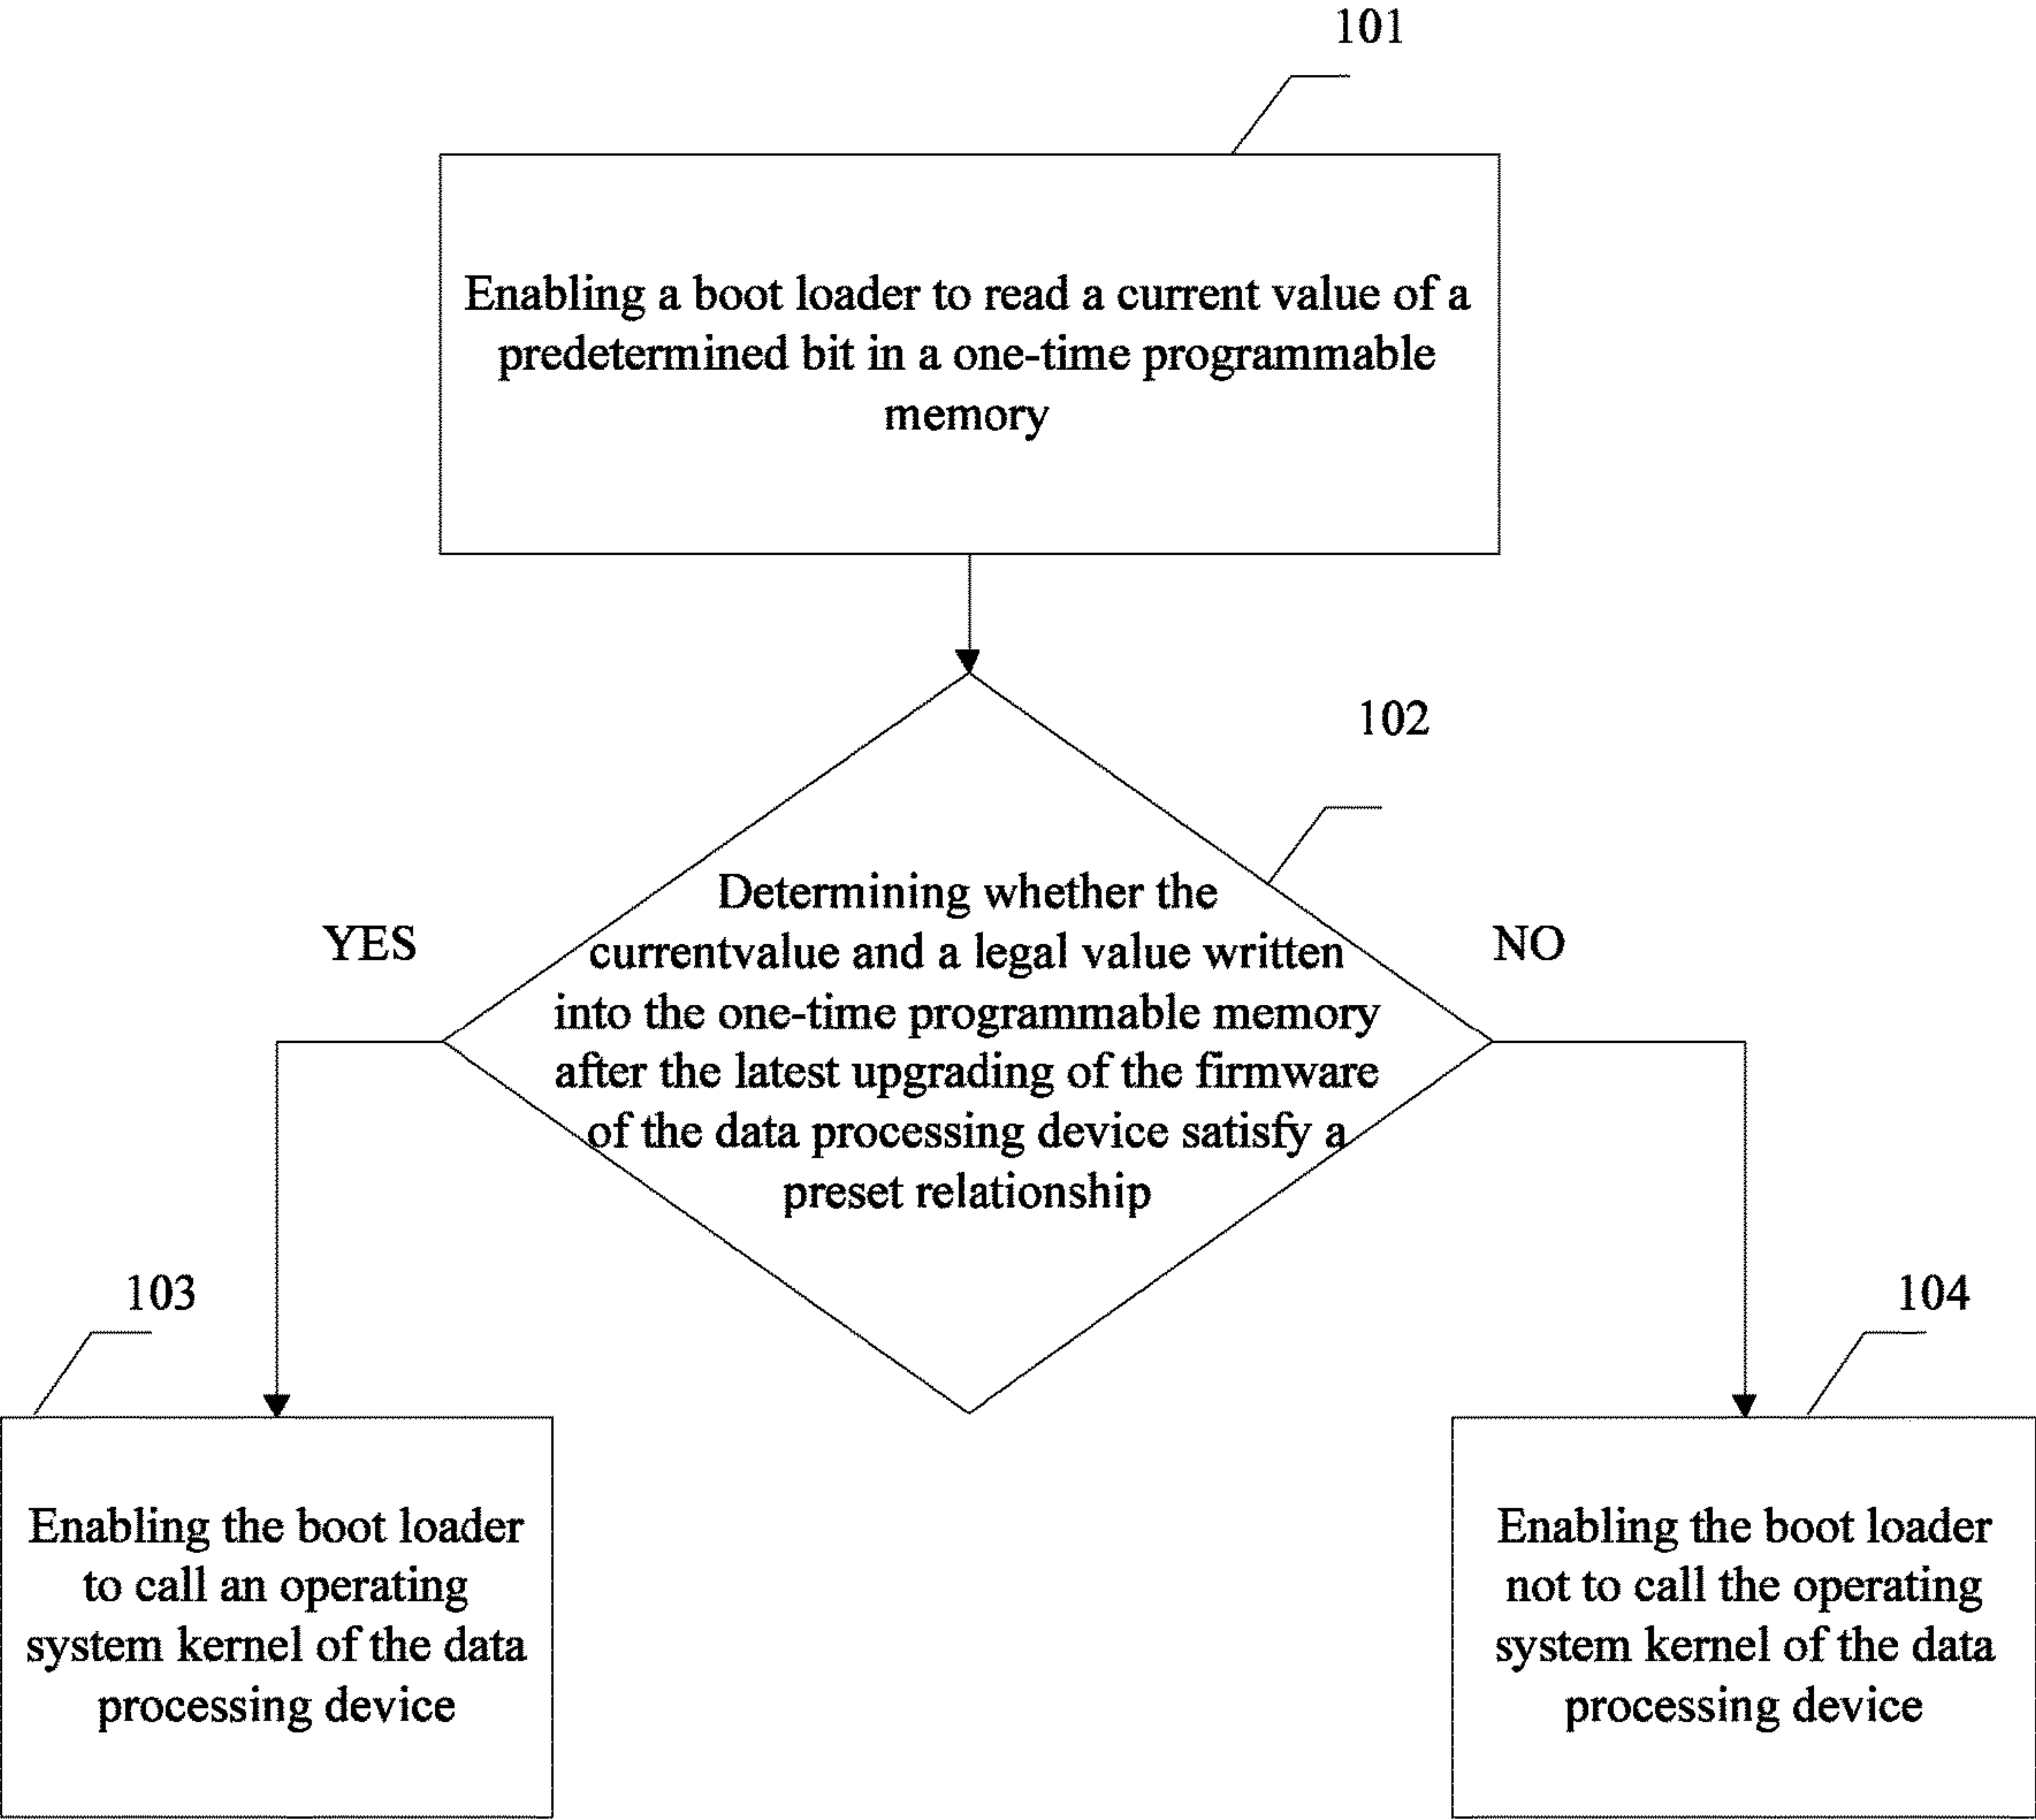 101
Enabling a boot loader to read a current value of a
predetermined bit in a one-time programmable
memory
102
Determining whether the
currentvalue and a legal value written
into the one-time programmable memory
after the latest upgrading of the firmware
of the data processing device satisfy a
preset relationship
YES
NO
103
Enabling the boot loader
to call an operating
system kernel of the data
processing device
104
Enabling the boot loader
not to call the operating
system kernel of the data
processing device